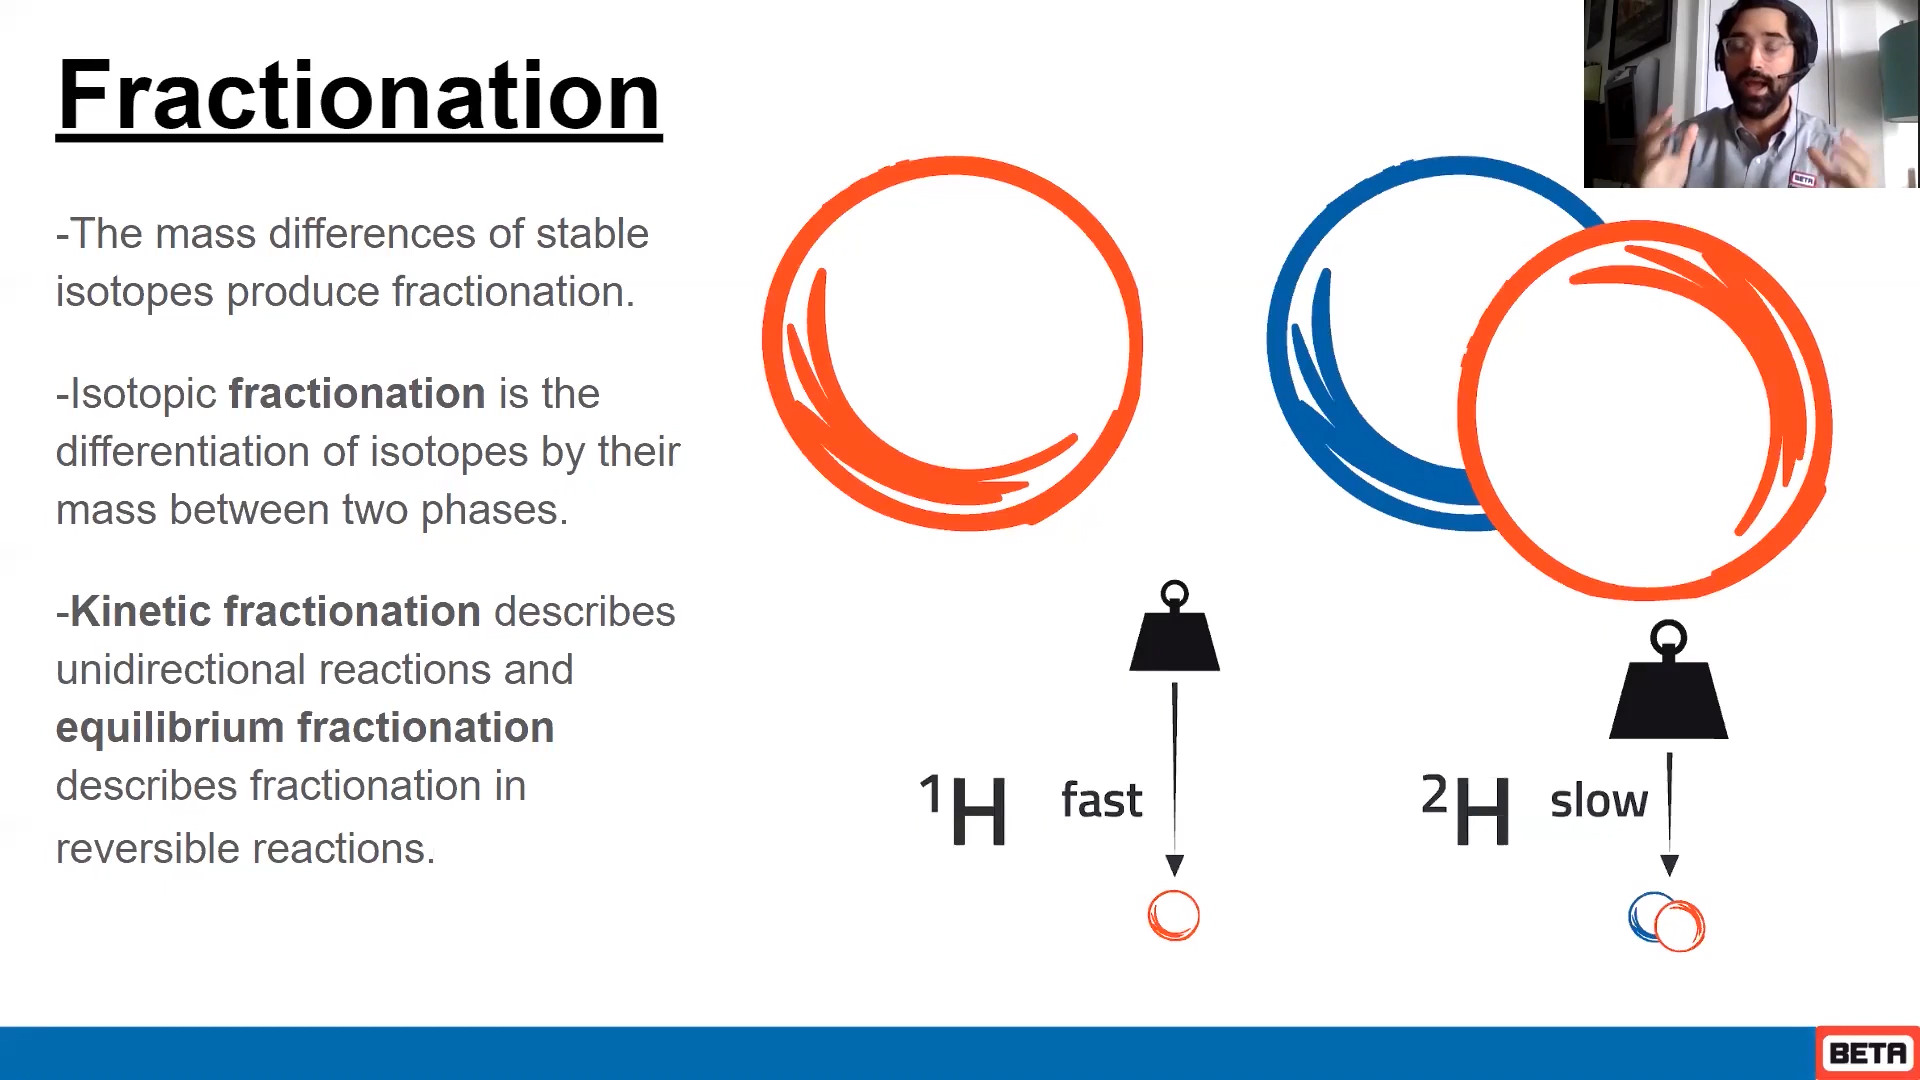 Fractionation
-The mass differences of stable
isotopes produce fractionation.
-Isotopic fractionation is the
differentiation of isotopes by their
mass between two phases.
-Kinetic fractionation describes
unidirectional reactions and
equilibrium fractionation
describes fractionation in
reversible reactions.
¹H fast
²H slow
BETA
BETA